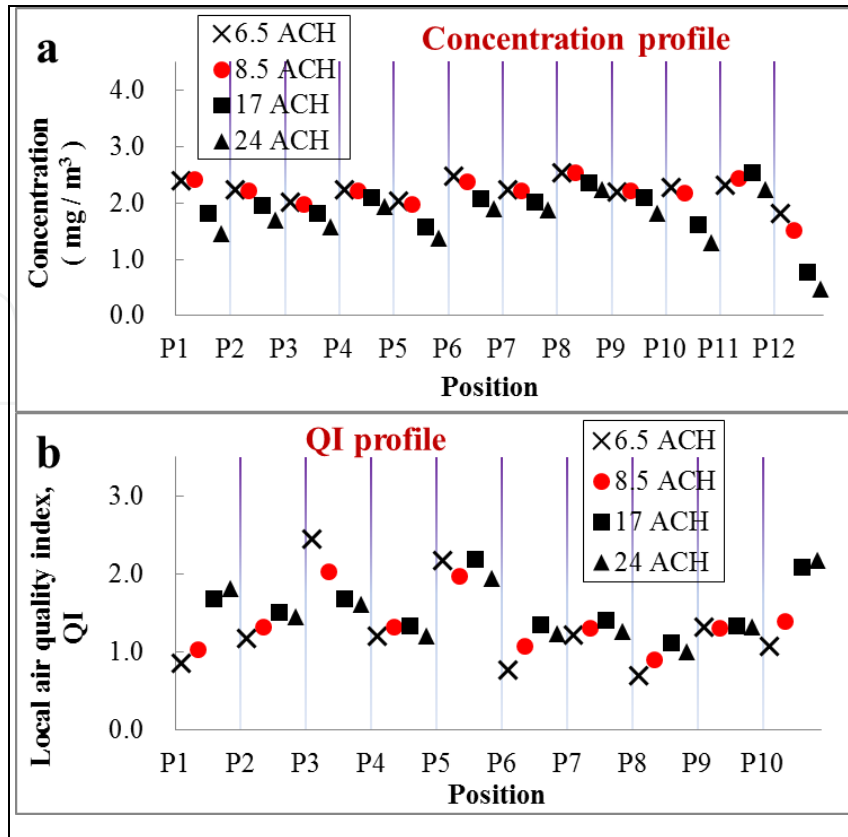 a
Concentration profile
6.5 ACH
8.5 ACH
17 ACH
24 ACH
Concentration
( mg / m³ )
4.0
3.0
2.0
1.0
0.0
P1 P2 P3 P4 P5 P6 P7 P8 P9 P10 P11 P12
Position
b
QI profile
6.5 ACH
8.5 ACH
17 ACH
24 ACH
Local air quality index,
QI
3.0
2.0
1.0
0.0
P1 P2 P3 P4 P5 P6 P7 P8 P9 P10
Position